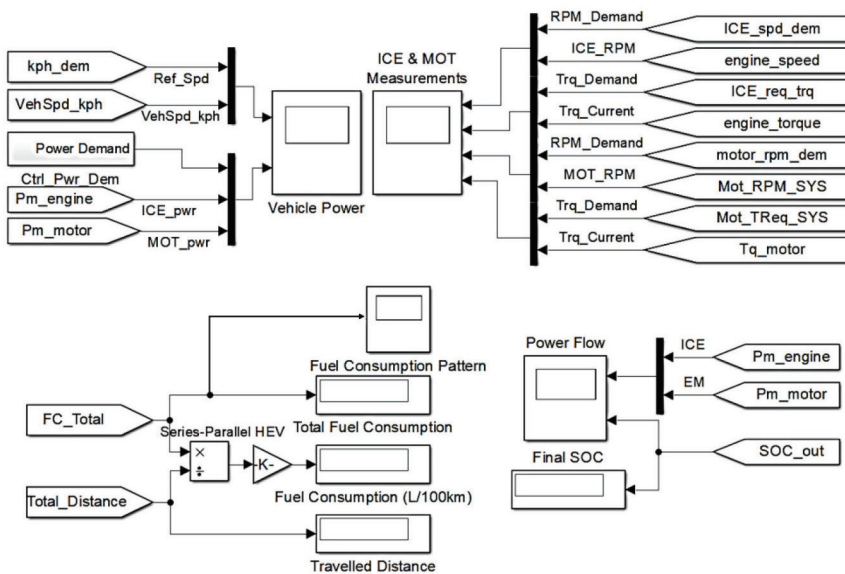 kph_dem
Ref_Spd
VehSpd_kph
VehSpd_kph
Power Demand
Ctrl_Pwr_Dem
Pm_engine
ICE_pwr
Pm_motor
MOT_pwr
Vehicle Power
ICE & MOT
Measurements
RPM_Demand
ICE_spd_dem
ICE_RPM
engine_speed
Trq_Demand
ICE_req_trq
Trq_Current
engine_torque
RPM_Demand
motor_rpm_dem
MOT_RPM
Mot_RPM_SYS
Trq_Demand
Mot_TReq_SYS
Trq_Current
Tq_motor
Fuel Consumption Pattern
FC_Total
Total Fuel Consumption
Series-Parallel HEV
×
÷
-K-
Fuel Consumption (L/100km)
Total_Distance
Travelled Distance
Power Flow
ICE
Pm_engine
EM
Pm_motor
SOC_out
Final SOC